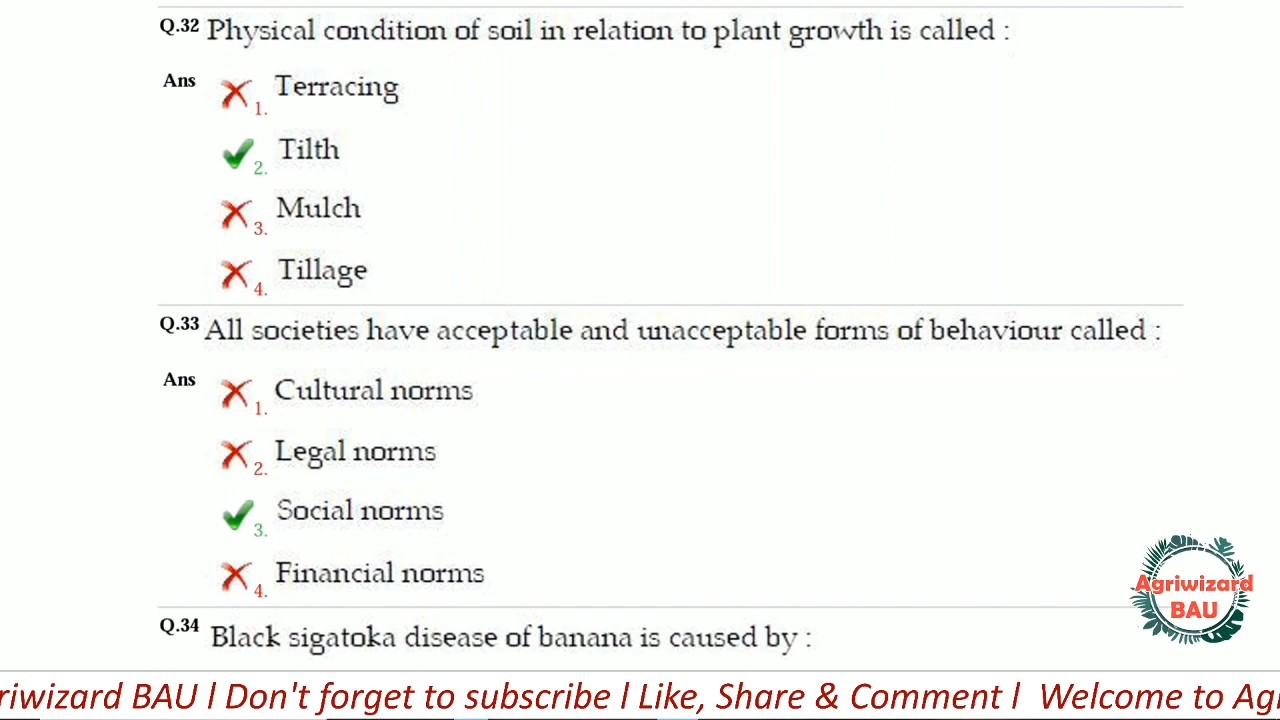 Q.32 Physical condition of soil in relation to plant growth is called :
Ans 1. Terracing
2. Tilth
3. Mulch
4. Tillage
Q.33 All societies have acceptable and unacceptable forms of behaviour called :
Ans 1. Cultural norms
2. Legal norms
3. Social norms
4. Financial norms
Agriwizard
BAU
Q.34 Black sigatoka disease of banana is caused by :
riwizard BAU l Don't forget to subscribe l Like, Share & Comment l Welcome to Ag